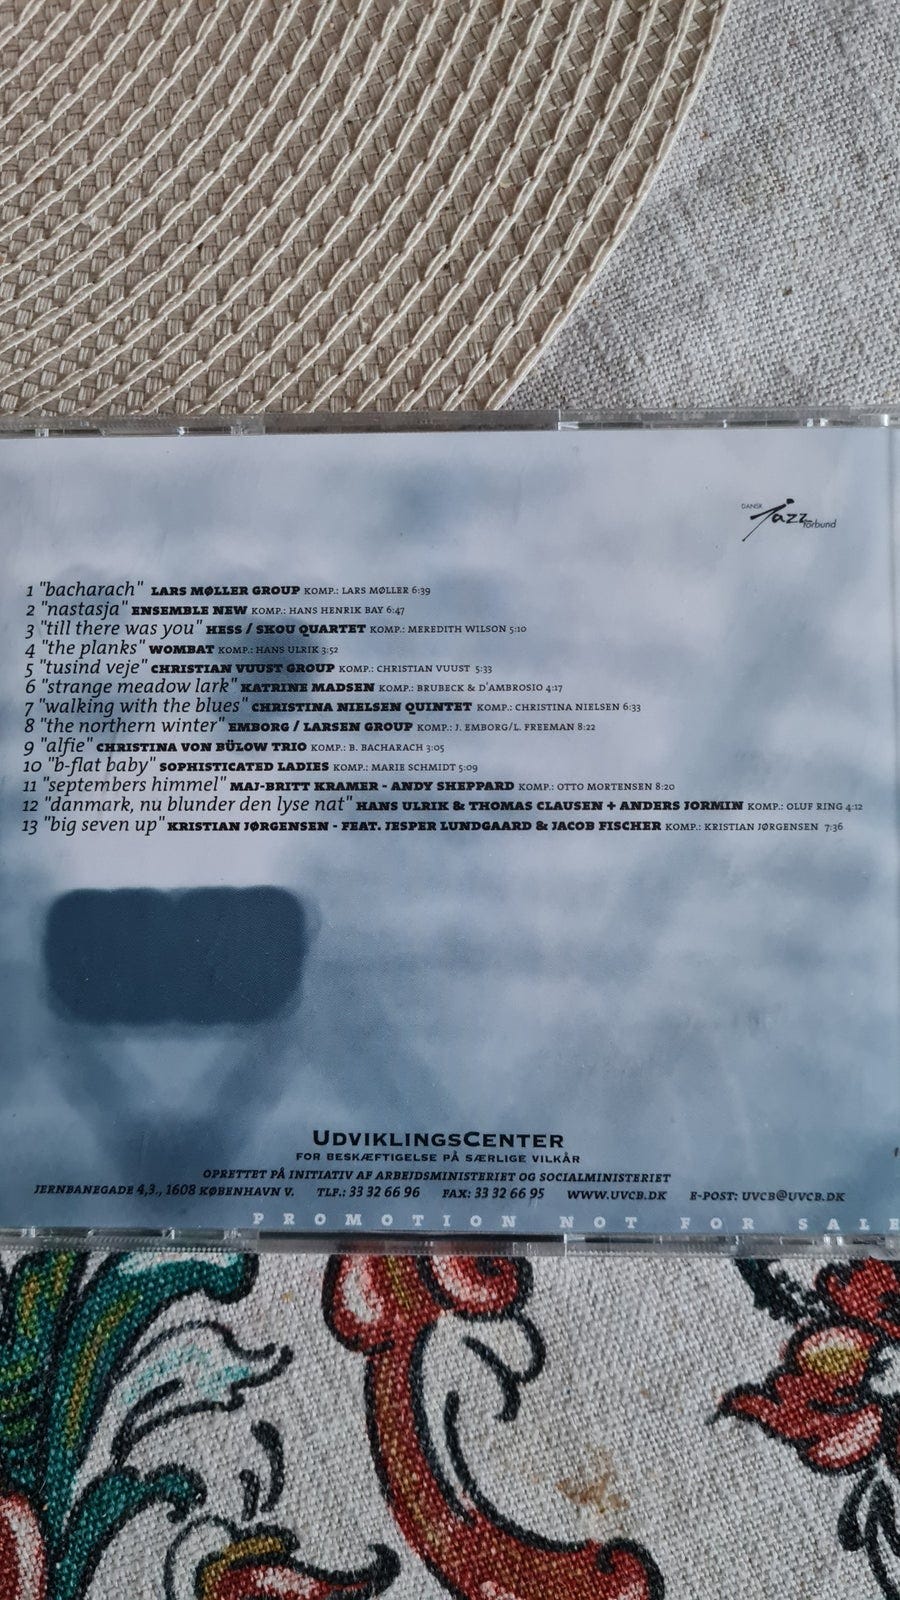 DANSK
jazz
forbund
1 "bacharach" LARS MØLLER GROUP KOMP.: LARS MØLLER 6:39
2 "nastasja" ENSEMBLE NEW KOMP.: HANS HENRIK BAY 6:47
3 "till there was you" HESS / SKOU QUARTET KOMP.: MEREDITH WILSON 5:10
4 "the planks" WOMBAT KOMP.: HANS ULRIK 3:52
5 "tusind veje" CHRISTIAN VUUST GROUP KOMP.: CHRISTIAN VUUST 5:33
6 "strange meadow lark" KATRINE MADSEN KOMP.: BRUBECK & D'AMBROSIO 4:17
7 "walking with the blues" CHRISTINA NIELSEN QUINTET KOMP.: CHRISTINA NIELSEN 6:33
8 "the northern winter" EMBORG / LARSEN GROUP KOMP.: J. EMBORG/L. FREEMAN 8:22
9 "alfie" CHRISTINA VON BÜLOW TRIO KOMP.: B. BACHARACH 3:05
10 "b-flat baby" SOPHISTICATED LADIES KOMP.: MARIE SCHMIDT 5:09
11 "septembers himmel" MAJ-BRITT KRAMER - ANDY SHEPPARD KOMP.: OTTO MORTENSEN 8:20
12 "danmark, nu blunder den lyse nat" HANS ULRIK & THOMAS CLAUSEN + ANDERS JORMIN KOMP.: OLUF RING 4:12
13 "big seven up" KRISTIAN JØRGENSEN - FEAT. JESPER LUNDGAARD & JACOB FISCHER KOMP.: KRISTIAN JØRGENSEN 7:36
UDVIKLINGSCENTER
FOR BESKÆFTIGELSE PÅ SÆRLIGE VILKÅR
OPRETTET PÅ INITIATIV AF ARBEJDSMINISTERIET OG SOCIALMINISTERIET
JERNBANEGADE 4,3., 1608 KØBENHAVN V. TLF.: 33 32 66 96 FAX: 33 32 66 95 WWW.UVCB.DK E-POST: UVCB@UVCB.DK
PROMOTION NOT FOR SALE